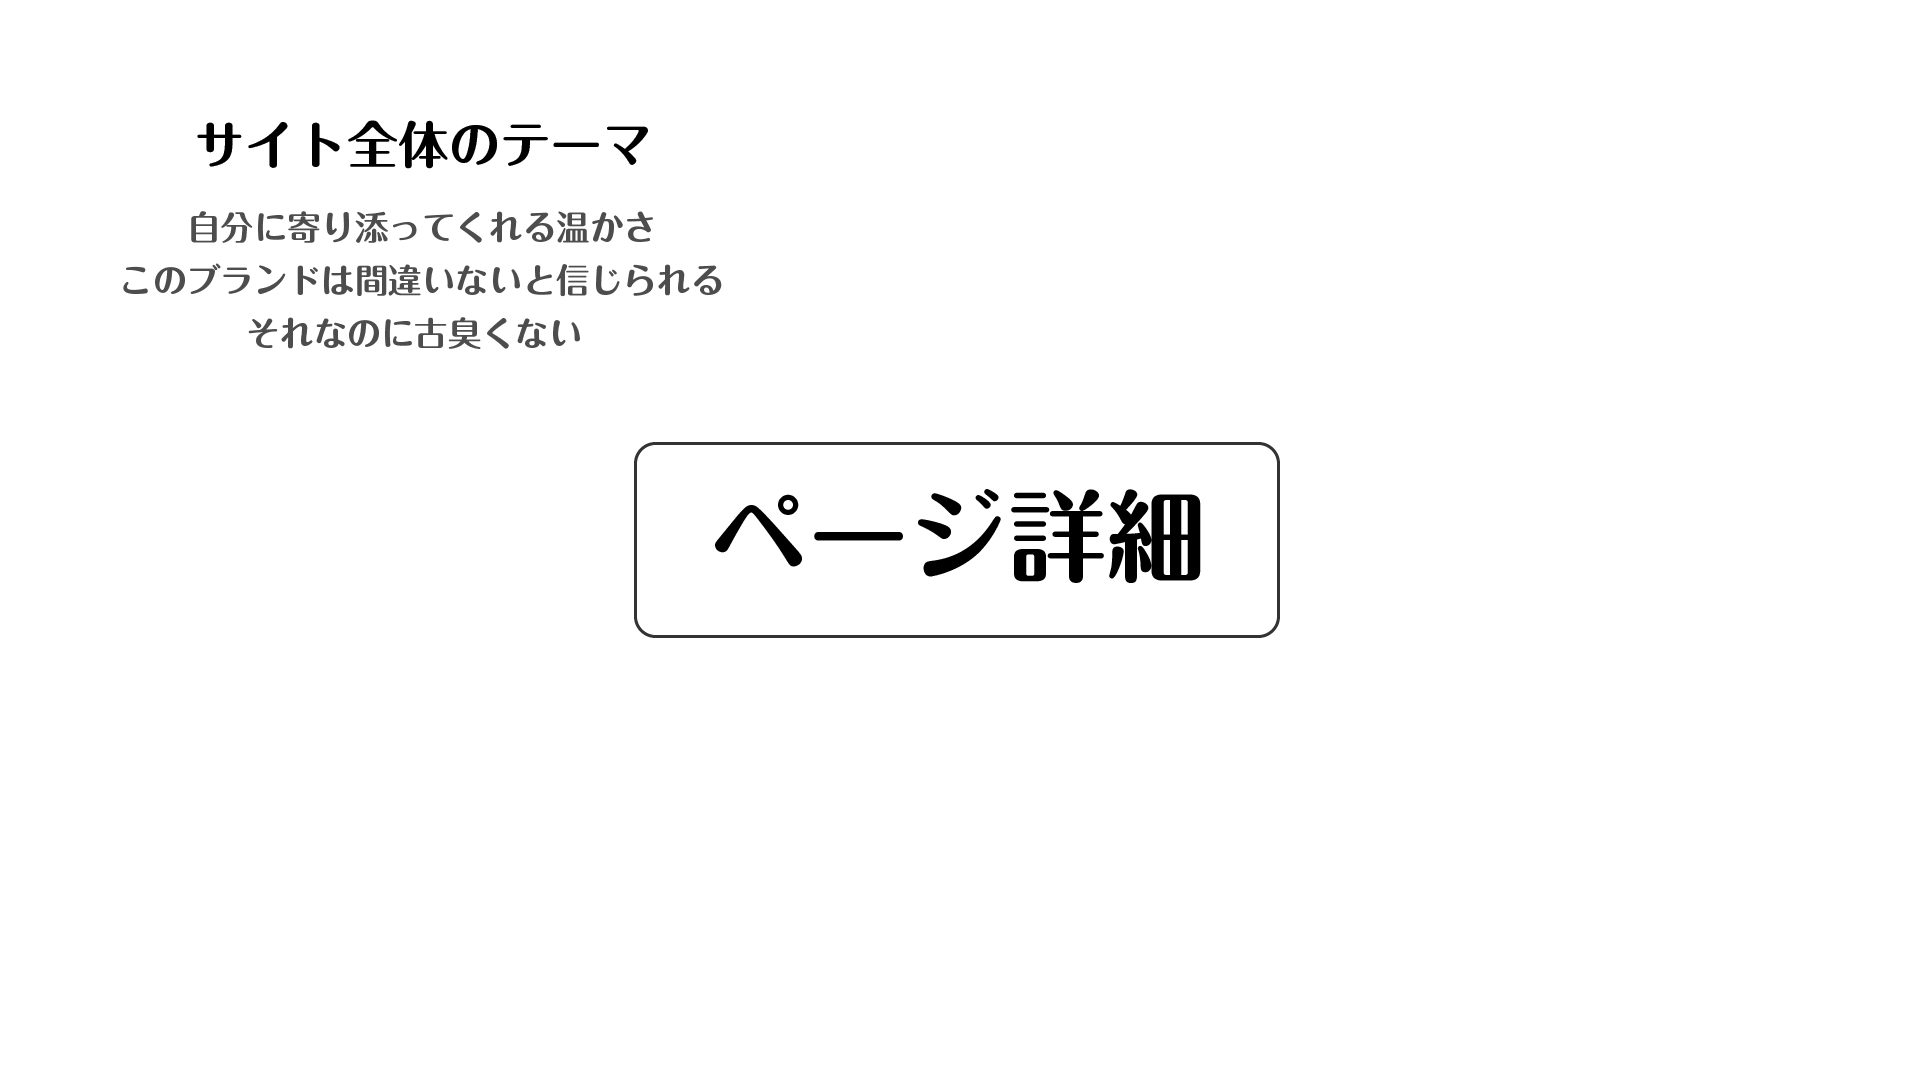 サイト全体のテーマ
自分に寄り添ってくれる温かさ
このブランドは間違いないと信じられる
それなのに古臭くない
ページ詳細